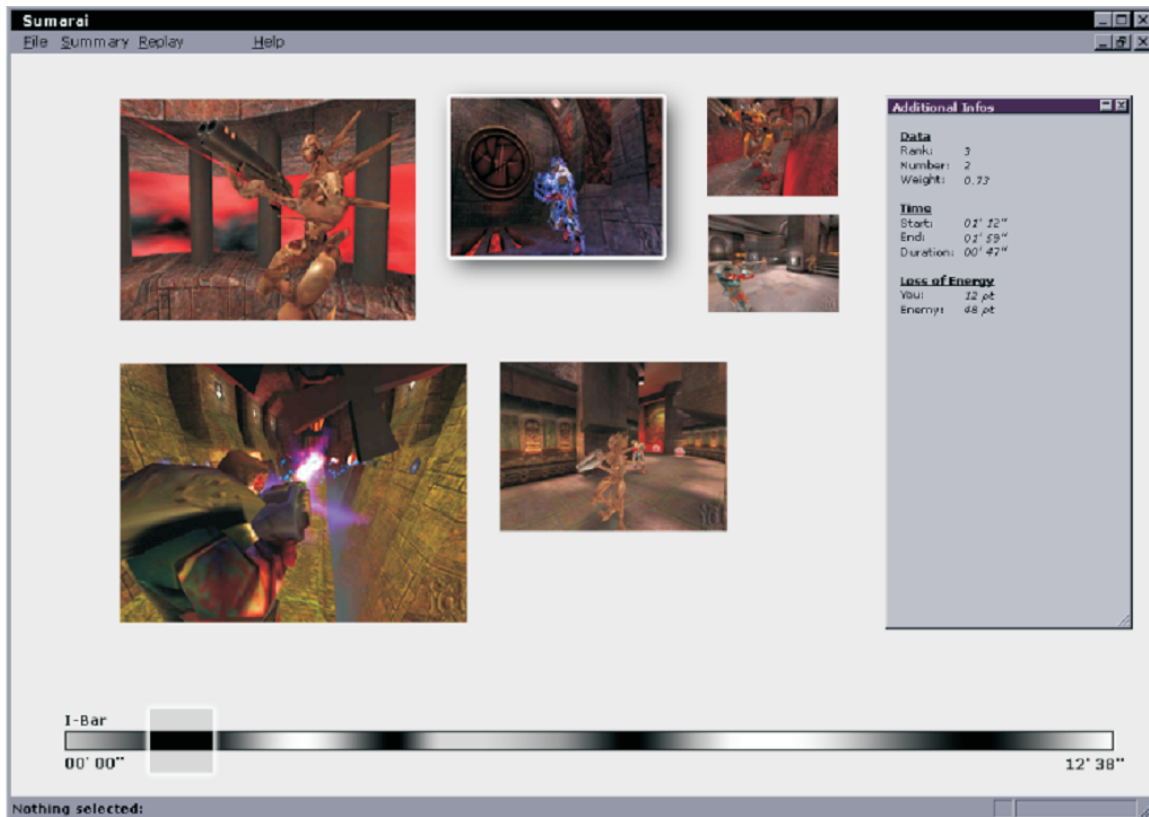 Sumarai
File Summary Replay Help
Additional Infos
Data
Rank: 3
Number: 2
Weight: 0.73
Time
Start: 01' 12"
End: 01' 59"
Duration: 00' 47"
Loss of Energy
You: 12 pt
Enemy: 48 pt
I-Bar
00' 00"
12' 38"
Nothing selected: